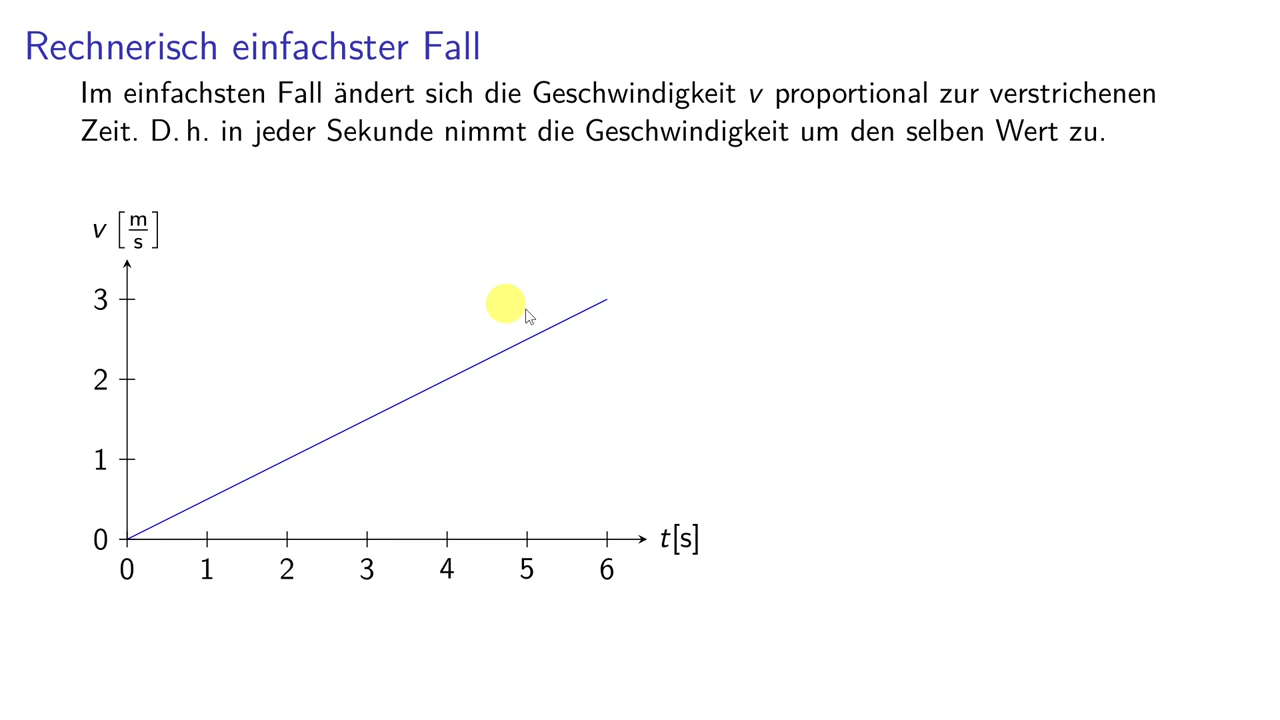 Rechnerisch einfachster Fall
Im einfachsten Fall ändert sich die Geschwindigkeit v proportional zur verstrichenen
Zeit. D. h. in jeder Sekunde nimmt die Geschwindigkeit um den selben Wert zu.
v [m/s]
3
2
1
0
0 1 2 3 4 5 6
t[s]